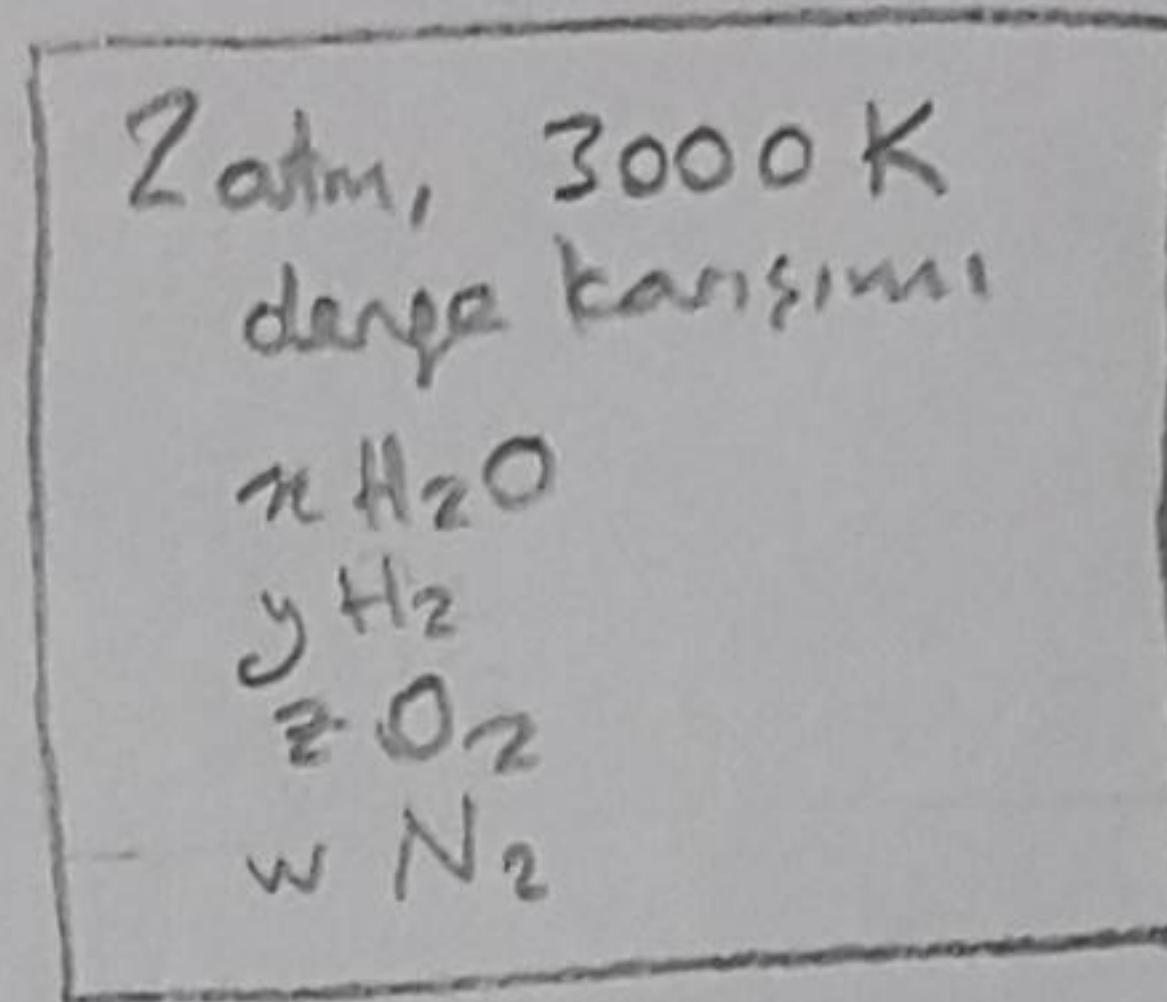 2 atm, 3000 K
denge karışımı
x H₂O
y H₂
z O₂
w N₂